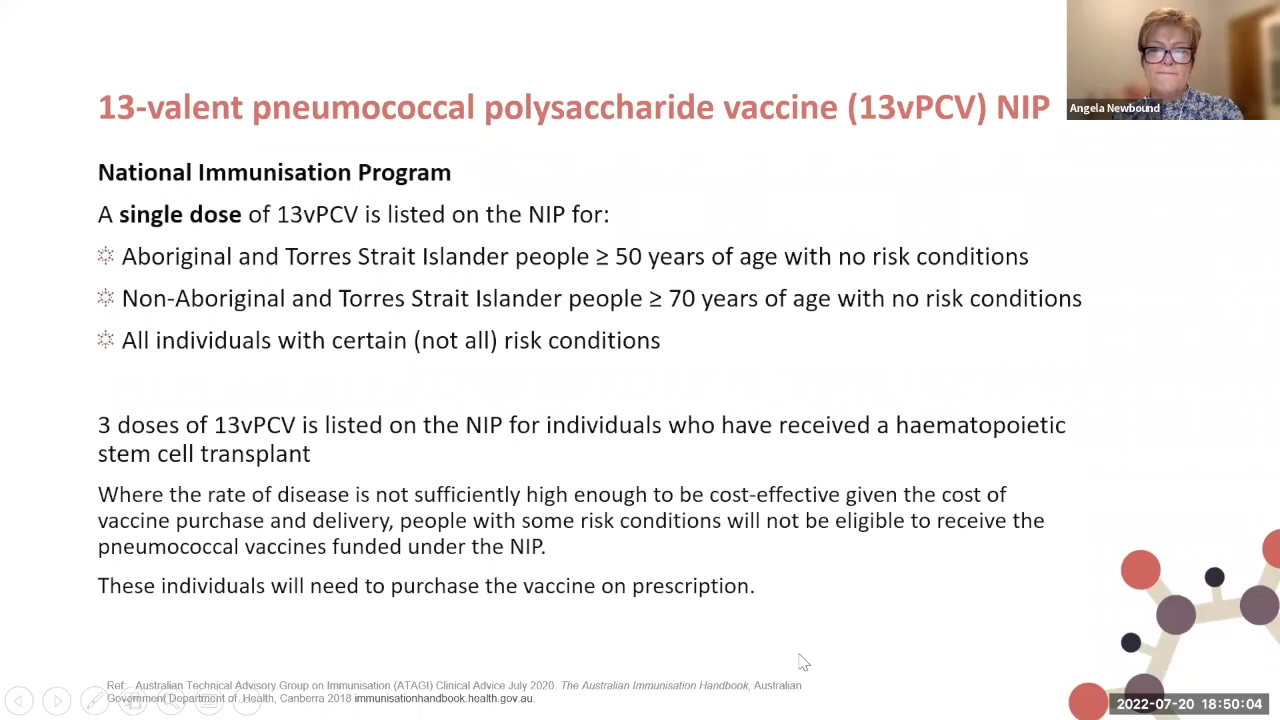 13-valent pneumococcal polysaccharide vaccine (13vPCV) NIP
Angela Newbound
National Immunisation Program
A single dose of 13vPCV is listed on the NIP for:
Aboriginal and Torres Strait Islander people ≥ 50 years of age with no risk conditions
Non-Aboriginal and Torres Strait Islander people ≥ 70 years of age with no risk conditions
All individuals with certain (not all) risk conditions
3 doses of 13vPCV is listed on the NIP for individuals who have received a haematopoietic
stem cell transplant
Where the rate of disease is not sufficiently high enough to be cost-effective given the cost of
vaccine purchase and delivery, people with some risk conditions will not be eligible to receive the
pneumococcal vaccines funded under the NIP.
These individuals will need to purchase the vaccine on prescription.
Ref: Australian Technical Advisory Group on Immunisation (ATAGI) Clinical Advice July 2020. The Australian Immunisation Handbook, Australian
Government Department of Health, Canberra 2018 immunisationhandbook.health.gov.au.
2022-07-20 18:50:04